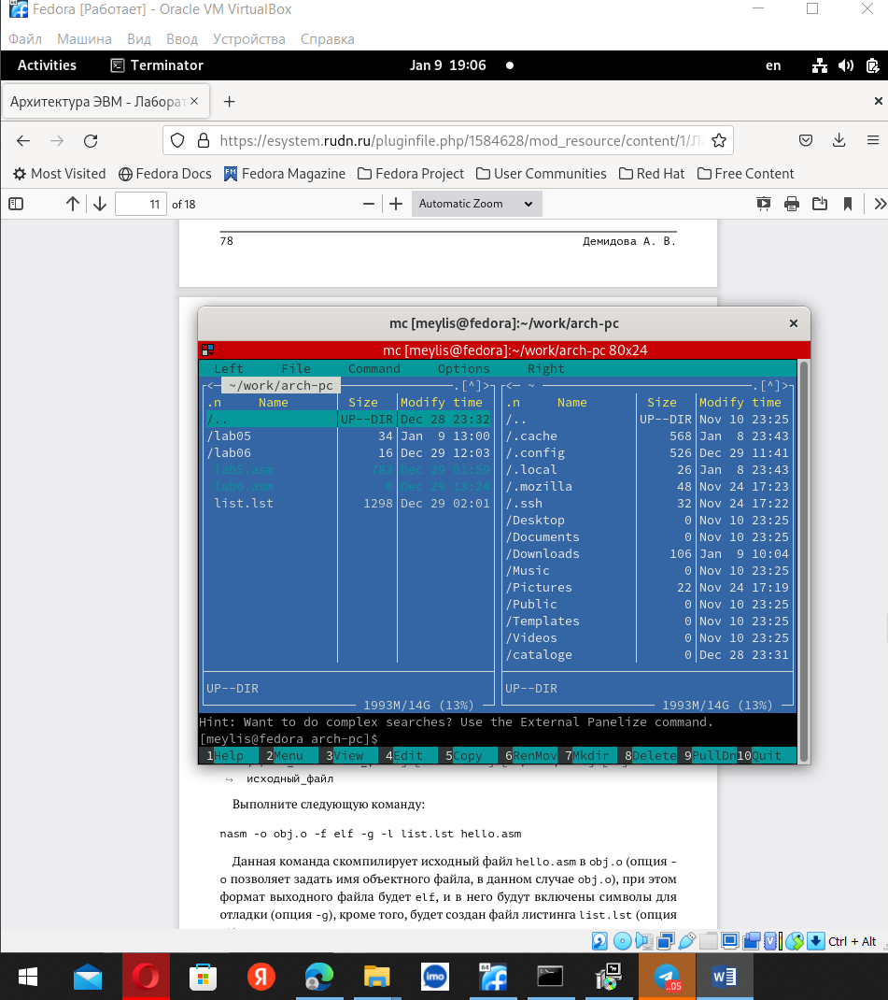 Fedora [Работает] - Oracle VM VirtualBox
Файл Машина Вид Ввод Устройства Справка
Activities Terminator Jan 9 19:06 en
Архитектура ЭВМ - Лаборат
https://esystem.rudn.ru/pluginfile.php/1584628/mod_resource/content/1/Л
Most Visited Fedora Docs Fedora Magazine Fedora Project User Communities Red Hat Free Content
11 of 18 Automatic Zoom
78 Демидова А. В.
mc [meylis@fedora]:~/work/arch-pc
mc [meylis@fedora]:~/work/arch-pc 80x24
Left File Command Options Right
<─ ~/work/arch-pc .[^]> <─ ~ .[^]>
.n Name Size Modify time .n Name Size Modify time
/.. UP--DIR Dec 28 23:32 /.. UP--DIR Nov 10 23:25
/lab05 34 Jan 9 13:00 /.cache 568 Jan 8 23:43
/lab06 16 Dec 29 12:03 /.config 526 Dec 29 11:41
lab5.asm 783 Dec 29 01:59 /.local 26 Jan 8 23:43
lab6.asm 0 Dec 29 13:24 /.mozilla 48 Nov 24 17:23
list.lst 1298 Dec 29 02:01 /.ssh 32 Nov 24 17:22
/Desktop 0 Nov 10 23:25
/Documents 0 Nov 10 23:25
/Downloads 106 Jan 9 10:04
/Music 0 Nov 10 23:25
/Pictures 22 Nov 24 17:19
/Public 0 Nov 10 23:25
/Templates 0 Nov 10 23:25
/Videos 0 Nov 10 23:25
/cataloge 0 Dec 28 23:31
UP--DIR UP--DIR
1993M/14G (13%) 1993M/14G (13%)
Hint: Want to do complex searches? Use the External Panelize command.
[meylis@fedora arch-pc]$
1Help 2Menu 3View 4Edit 5Copy 6RenMov 7Mkdir 8Delete 9PullDn 10Quit
↪ исходный_файл
Выполните следующую команду:
nasm -o obj.o -f elf -g -l list.lst hello.asm
Данная команда скомпилирует исходный файл hello.asm в obj.o (опция -
o позволяет задать имя объектного файла, в данном случае obj.o), при этом
формат выходного файла будет elf, и в него будут включены символы для
отладки (опция -g), кроме того, будет создан файл листинга list.lst (опция
Ctrl + Alt
imo
64
..05